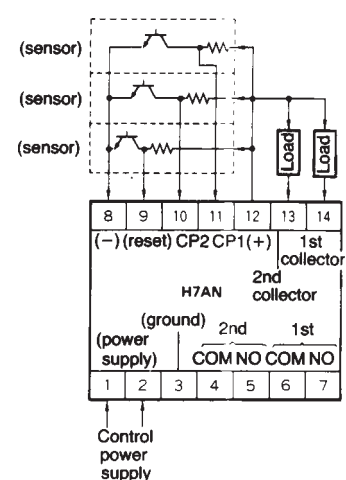 (sensor)
(sensor)
(sensor)
Load Load
8 9 10 11 12 13 14
(−) (reset) CP2 CP1 (+) 1st
collector
2nd
collector
H7AN
(ground)
2nd 1st
(power
supply)
COM NO COM NO
1 2 3 4 5 6 7
Control
power
supply